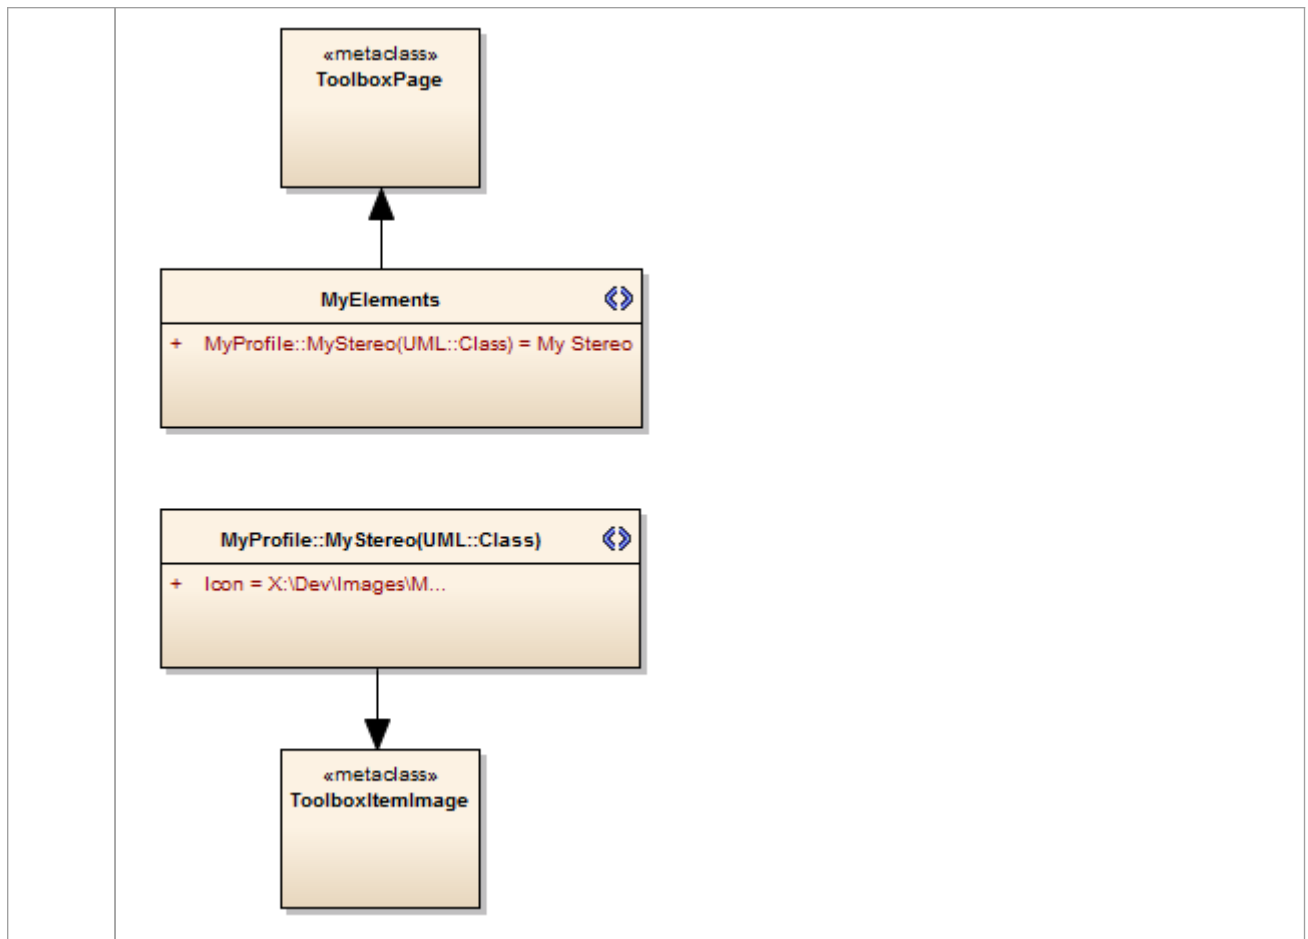 «metaclass»
ToolboxPage
MyElements
+ MyProfile::MyStereo(UML::Class) = My Stereo
MyProfile::MyStereo(UML::Class)
+ Icon = X:\Dev\Images\M...
«metaclass»
ToolboxItemImage